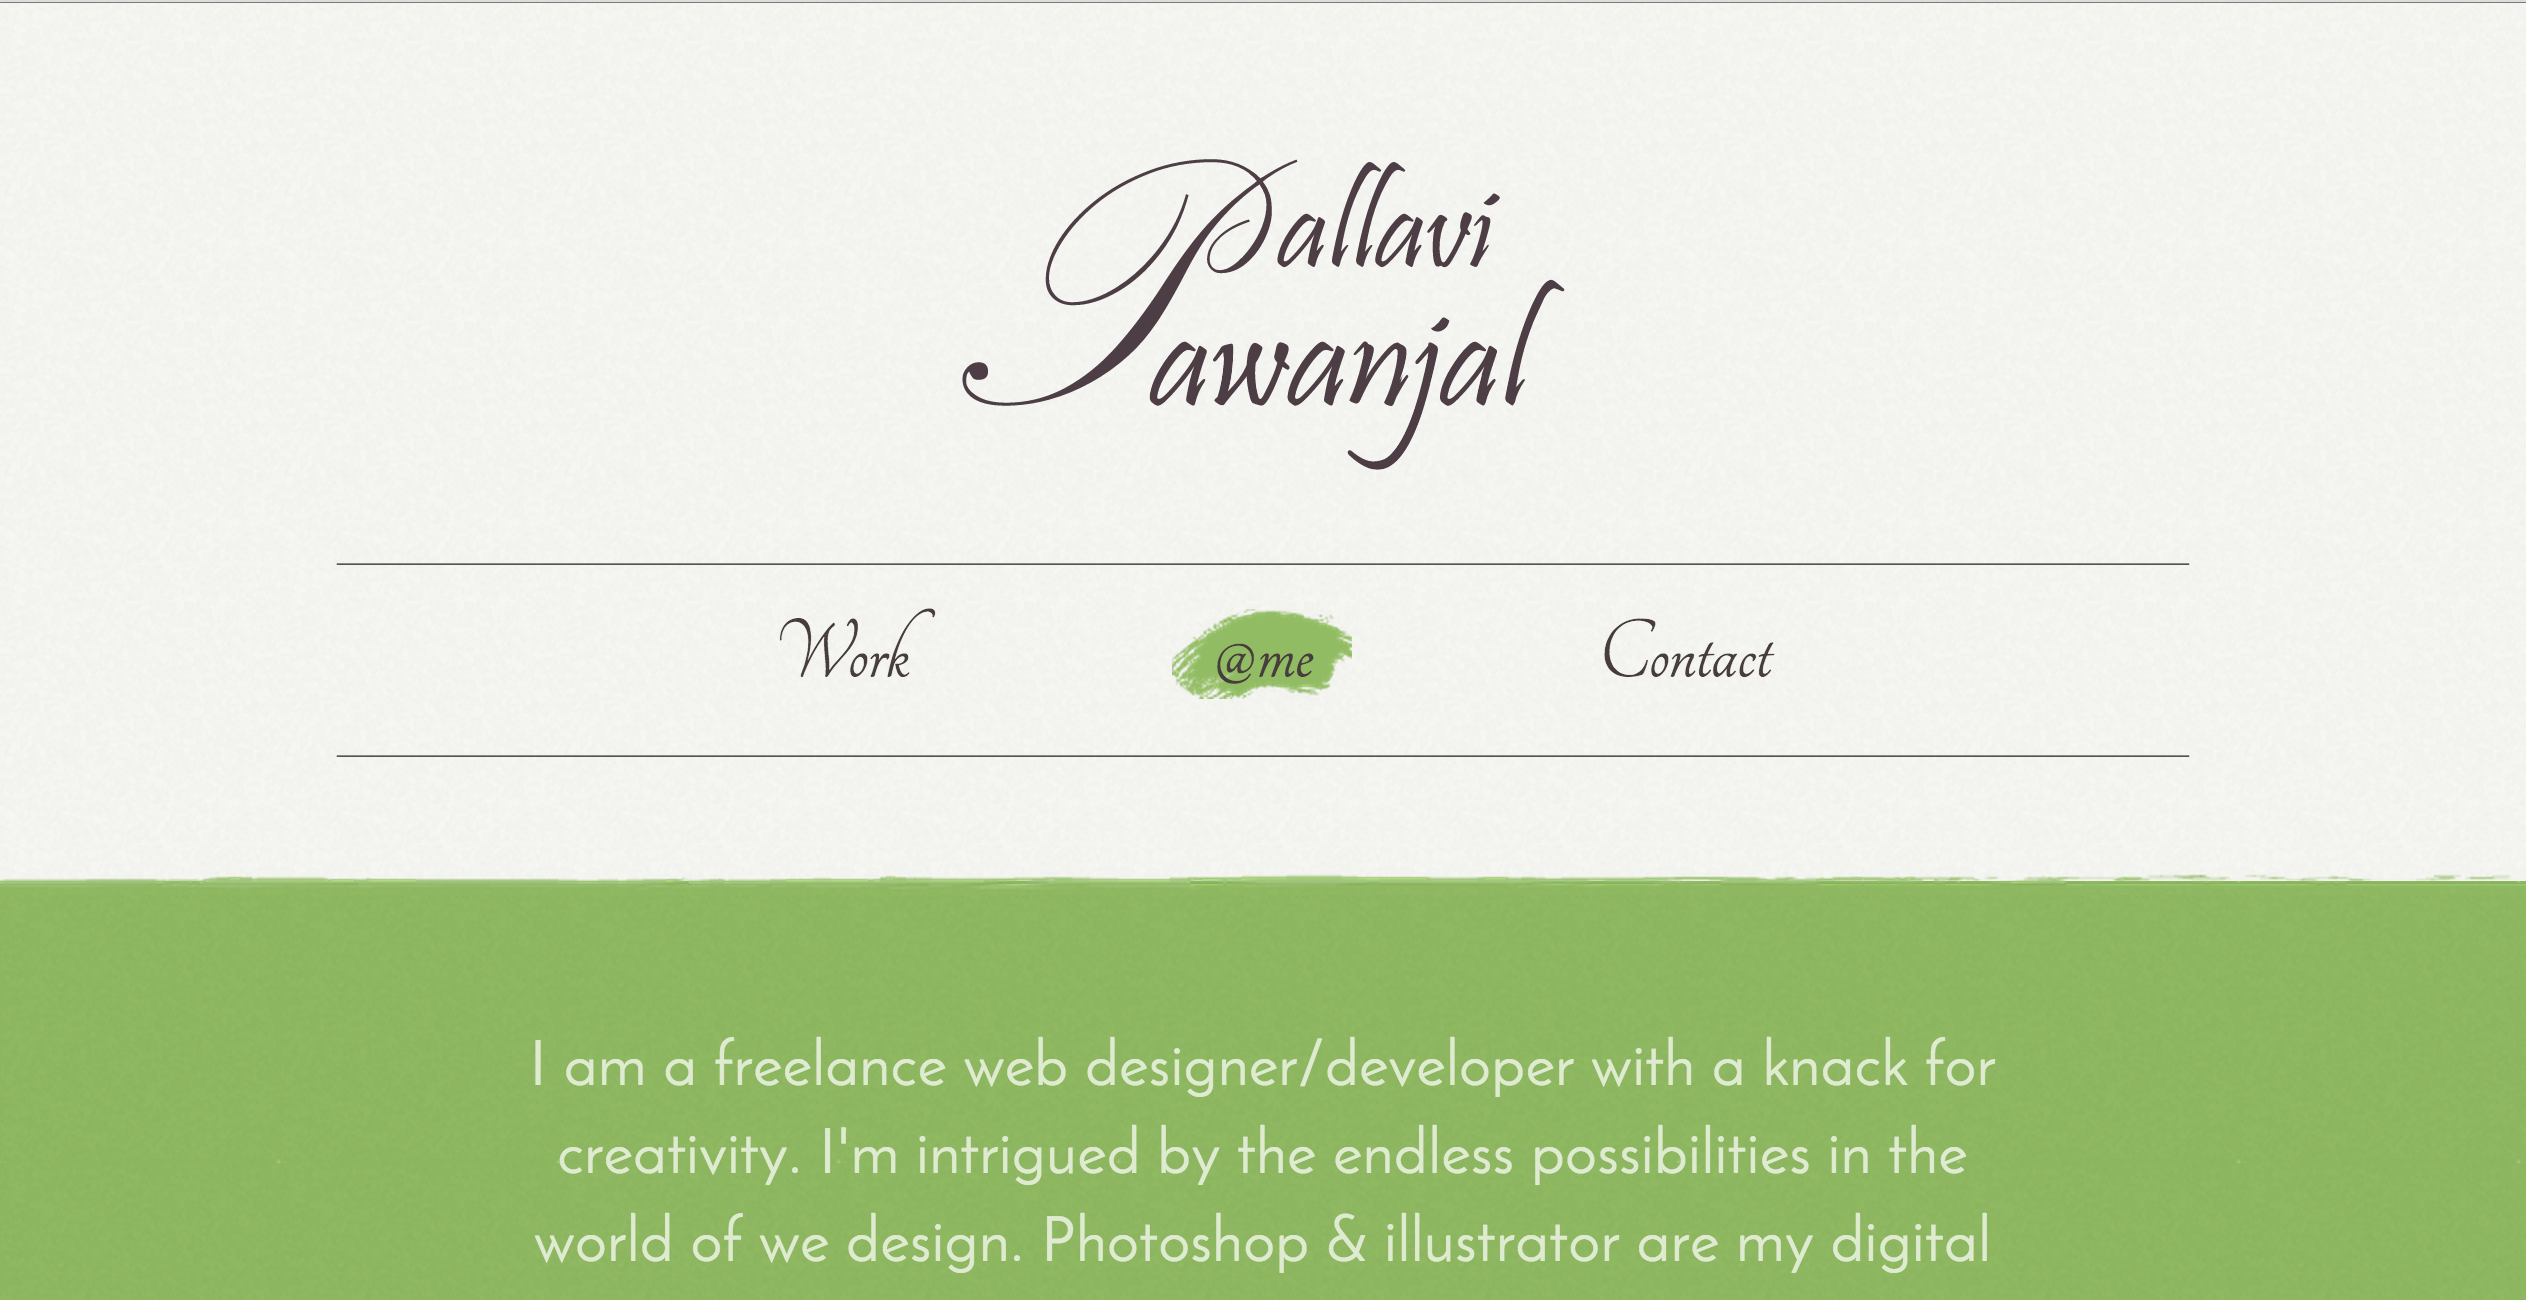 Pallavi
Pawanjal
Work @me Contact
I am a freelance web designer/developer with a knack for
creativity. I'm intrigued by the endless possibilities in the
world of we design. Photoshop & illustrator are my digital